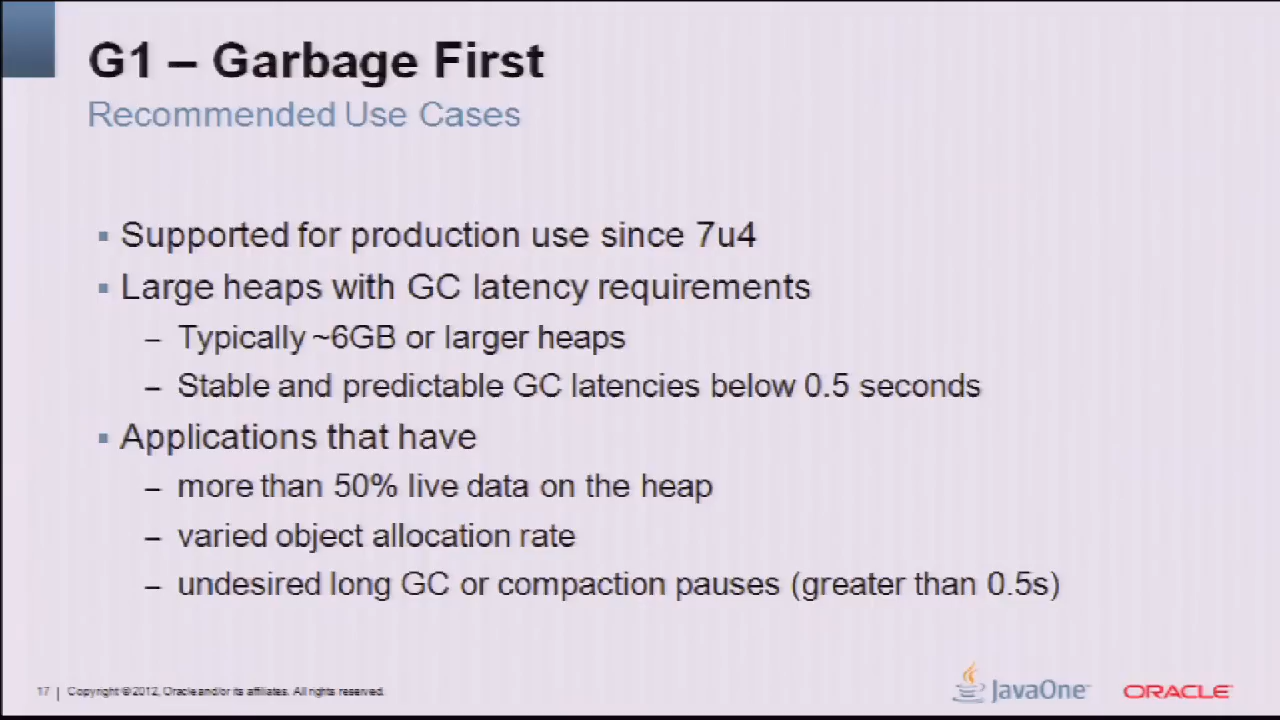 G1 – Garbage First
Recommended Use Cases
▪ Supported for production use since 7u4
▪ Large heaps with GC latency requirements
– Typically ~6GB or larger heaps
– Stable and predictable GC latencies below 0.5 seconds
▪ Applications that have
– more than 50% live data on the heap
– varied object allocation rate
– undesired long GC or compaction pauses (greater than 0.5s)
17 | Copyright © 2012, Oracle and/or its affiliates. All rights reserved.
JavaOne™
ORACLE